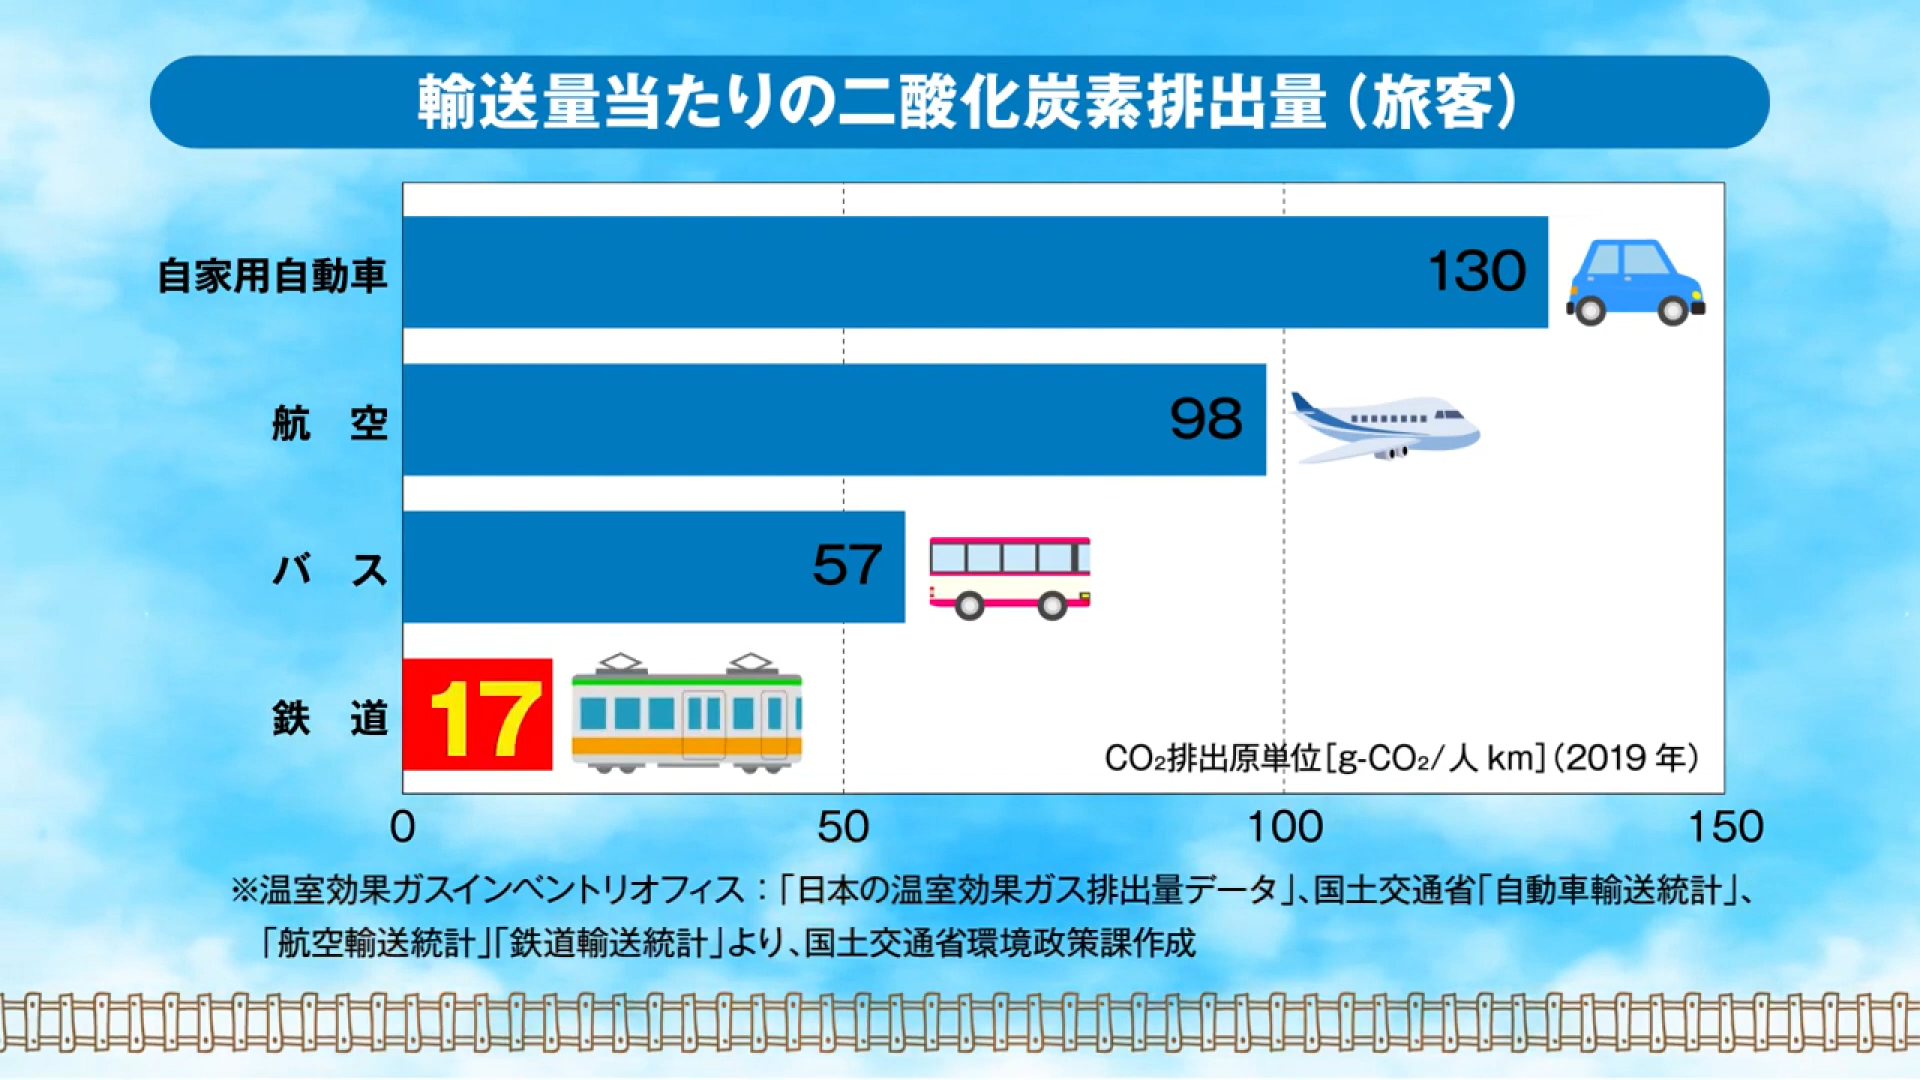 輸送量当たりの二酸化炭素排出量（旅客）
自家用自動車
130
航　空
98
バ　ス
57
鉄　道
17
CO₂排出原単位［g-CO₂/人km］（2019年）
0 50 100 150
※温室効果ガスインベントリオフィス：「日本の温室効果ガス排出量データ」、国土交通省「自動車輸送統計」、
「航空輸送統計」「鉄道輸送統計」より、国土交通省環境政策課作成